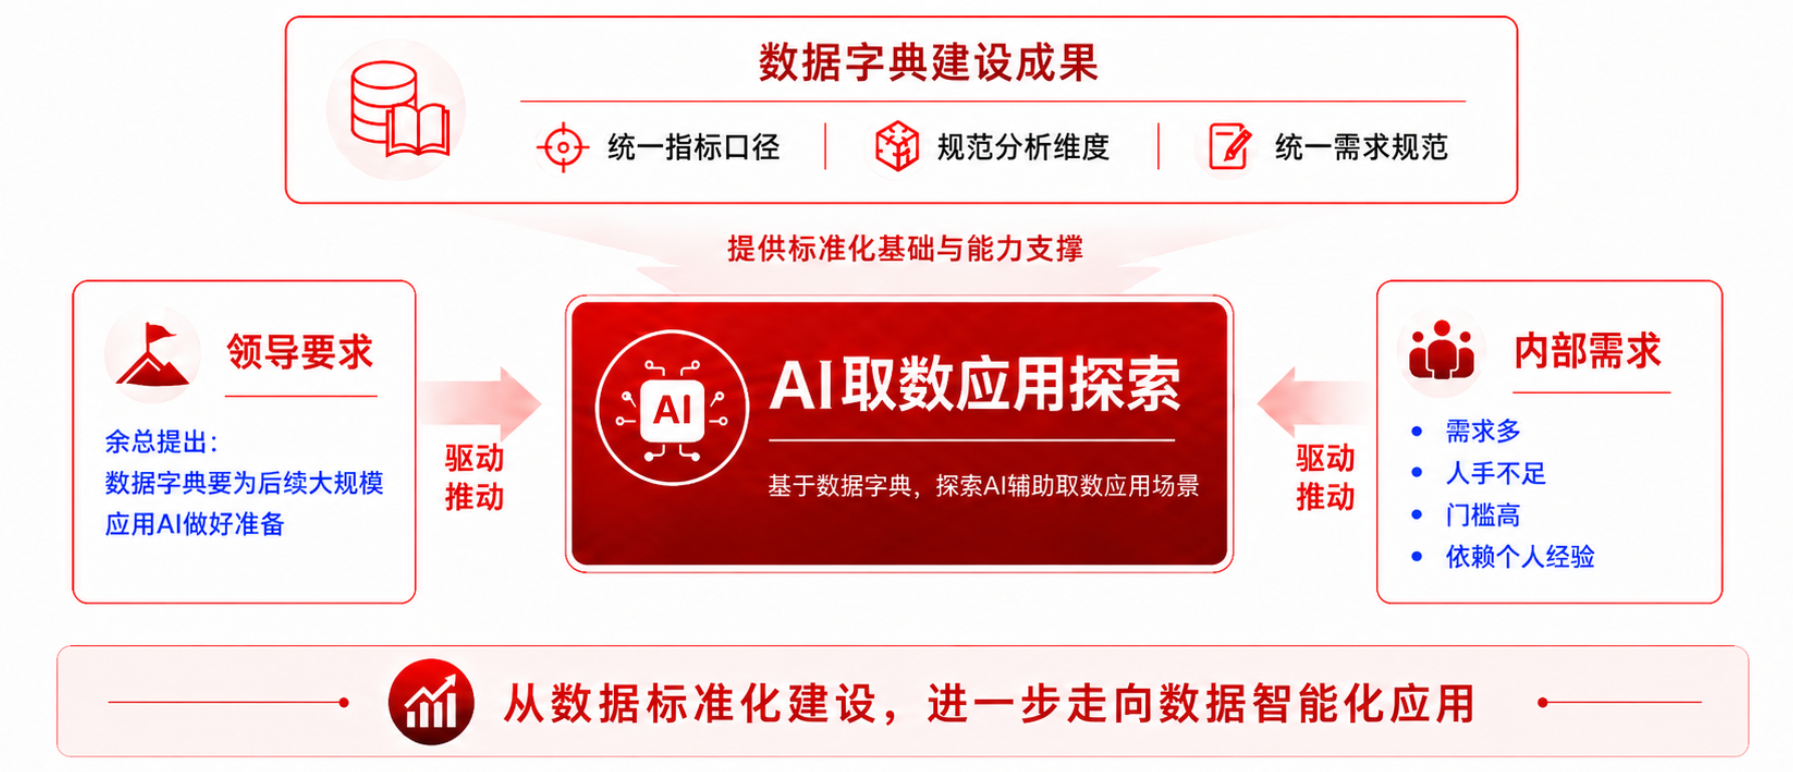 数据字典建设成果
统一指标口径
规范分析维度
统一需求规范
提供标准化基础与能力支撑
领导要求
余总提出：
数据字典要为后续大规模
应用AI做好准备
驱动
推动
AI
AI取数应用探索
基于数据字典，探索AI辅助取数应用场景
驱动
推动
内部需求
• 需求多
• 人手不足
• 门槛高
• 依赖个人经验
从数据标准化建设，进一步走向数据智能化应用